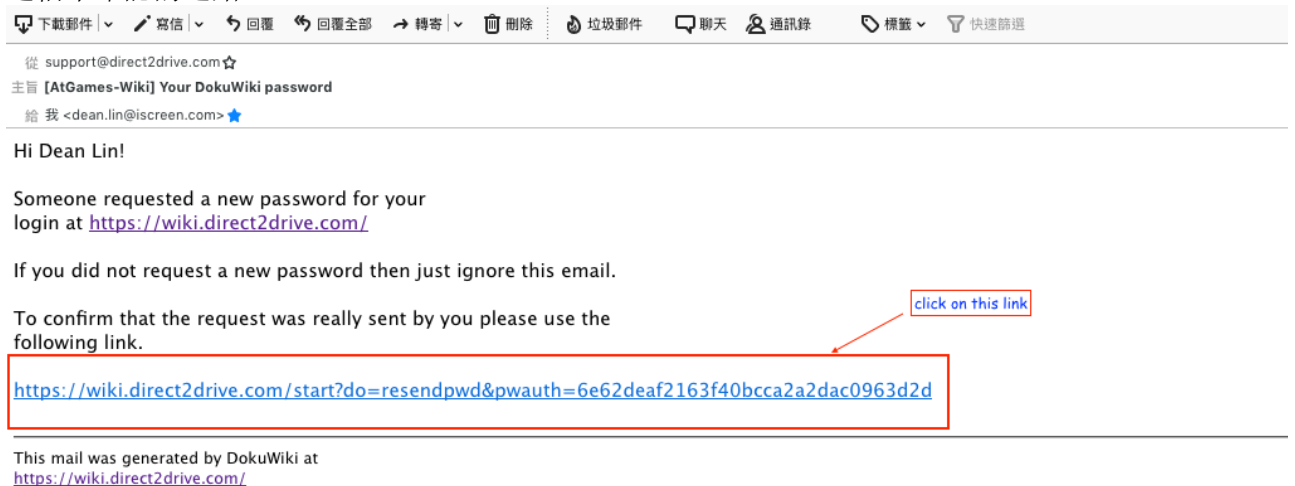 下載郵件 寫信 回覆 回覆全部 轉寄 刪除 垃圾郵件 聊天 通訊錄 標籤 快速篩選
從 support@direct2drive.com
主旨 [AtGames-Wiki] Your DokuWiki password
給 我 <dean.lin@iscreen.com>
Hi Dean Lin!
Someone requested a new password for your
login at https://wiki.direct2drive.com/
If you did not request a new password then just ignore this email.
click on this link
To confirm that the request was really sent by you please use the
following link.
https://wiki.direct2drive.com/start?do=resendpwd&pwauth=6e62deaf2163f40bcca2a2dac0963d2d
This mail was generated by DokuWiki at
https://wiki.direct2drive.com/